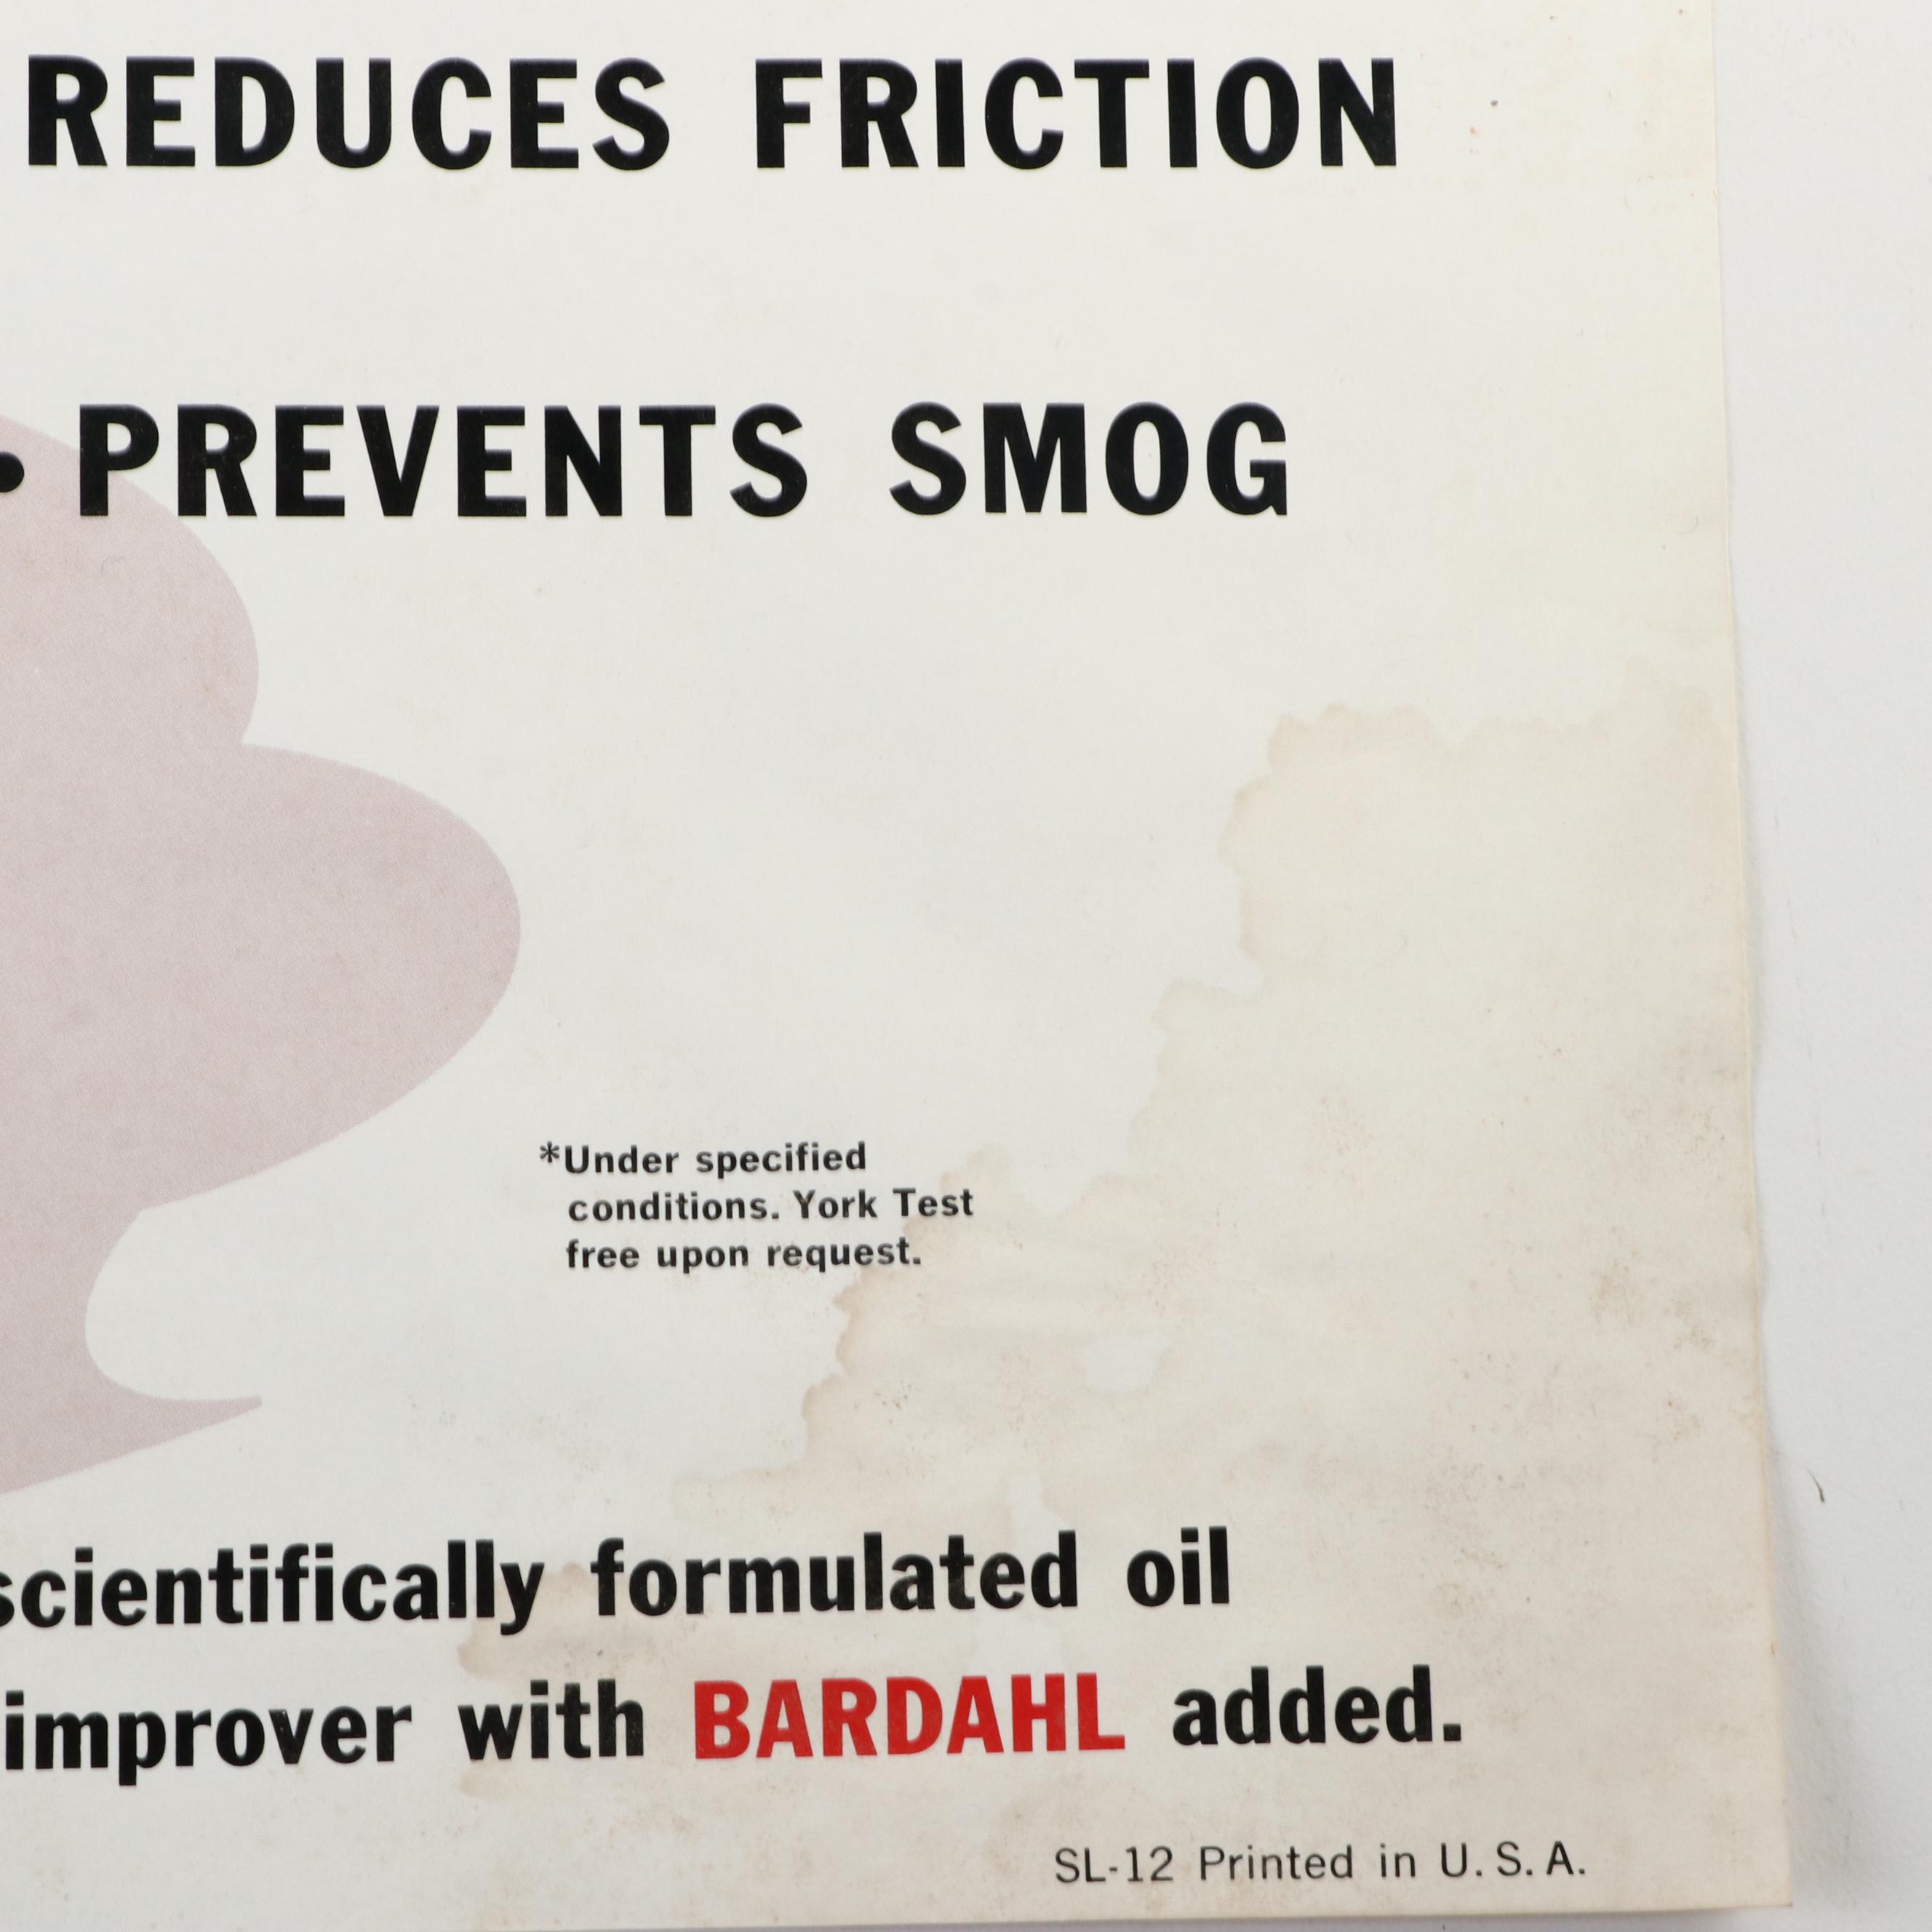 REDUCES FRICTION
• PREVENTS SMOG
*Under specified
conditions. York Test
free upon request.
scientifically formulated oil
improver with BARDAHL added.
SL-12 Printed in U. S. A.